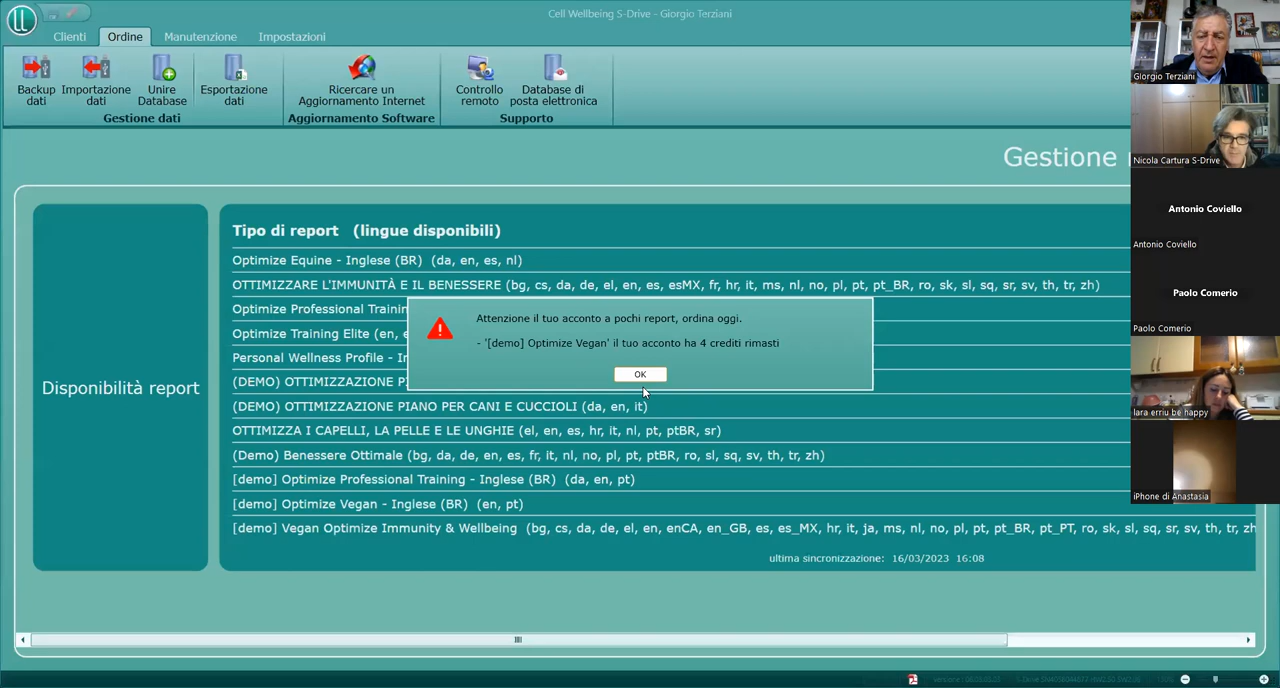 Cell Wellbeing S-Drive - Giorgio Terziani
Clienti
Ordine
Manutenzione
Impostazioni
Backup dati
Importazione dati
Unire Database
Esportazione dati
Ricercare un Aggiornamento Internet
Controllo remoto
Database di posta elettronica
Gestione dati
Aggiornamento Software
Supporto
Gestione
Disponibilità report
Tipo di report (lingue disponibili)
Optimize Equine - Inglese (BR) (da, en, es, nl)
OTTIMIZZARE L'IMMUNITÀ E IL BENESSERE (bg, cs, da, de, el, en, es, esMX, fr, hr, it, ms, nl, no, pl, pt, pt_BR, ro, sk, sl, sq, sr, sv, th, tr, zh)
Optimize Professional Trainin
Optimize Training Elite (en, e
Personal Wellness Profile - In
(DEMO) OTTIMIZZAZIONE P
(DEMO) OTTIMIZZAZIONE PIANO PER CANI E CUCCIOLI (da, en, it)
OTTIMIZZA I CAPELLI, LA PELLE E LE UNGHIE (el, en, es, hr, it, nl, pt, ptBR, sr)
(Demo) Benessere Ottimale (bg, da, de, en, es, fr, it, nl, no, pl, pt, ptBR, ro, sl, sq, sv, th, tr, zh)
[demo] Optimize Professional Training - Inglese (BR) (da, en, pt)
[demo] Optimize Vegan - Inglese (BR) (en, pt)
[demo] Vegan Optimize Immunity & Wellbeing (bg, cs, da, de, el, en, enCA, en_GB, es, es_MX, hr, it, ja, ms, nl, no, pl, pt, pt_BR, pt_PT, ro, sk, sl, sq, sr, sv, th, tr, zh
ultima sincronizzazione: 16/03/2023 16:08
Attenzione il tuo acconto a pochi report, ordina oggi.
- '[demo] Optimize Vegan' il tuo acconto ha 4 crediti rimasti
OK
Giorgio Terziani
Nicola Cartura S-Drive
Antonio Coviello
Antonio Coviello
Paolo Comerio
Paolo Comerio
lara erriu be happy
iPhone di Anastasia